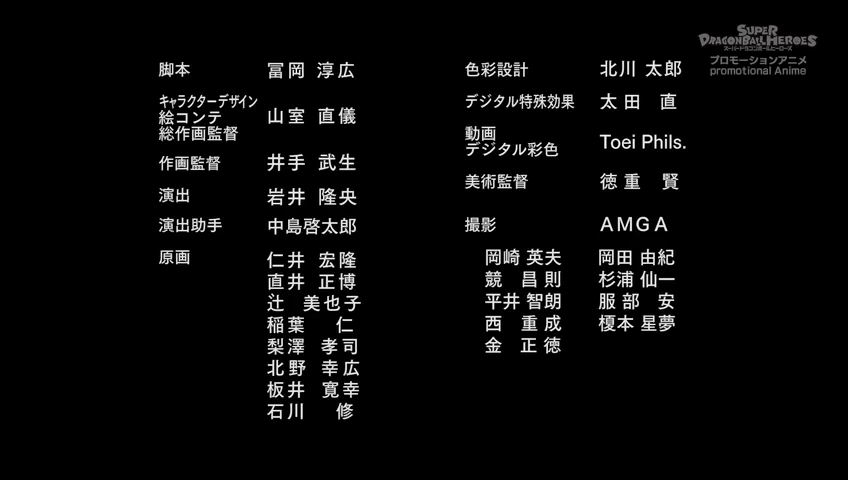 SUPER
DRAGONBALL HEROES
スーパードラゴンボールヒーローズ
プロモーションアニメ
promotional Anime
脚本 冨岡 淳広
キャラクターデザイン
絵コンテ
総作画監督
山室 直儀
作画監督 井手 武生
演出 岩井 隆央
演出助手 中島啓太郎
原画 仁井 宏隆
直井 正博
辻 美也子
稲葉 仁
梨澤 孝司
北野 幸広
板井 寛幸
石川 修
色彩設計 北川 太郎
デジタル特殊効果 太田 直
動画
デジタル彩色
Toei Phils.
美術監督 徳重 賢
撮影 AMGA
岡崎 英夫 岡田 由紀
競 昌則 杉浦 仙一
平井 智朗 服部 安
西 重成 榎本 星夢
金 正徳